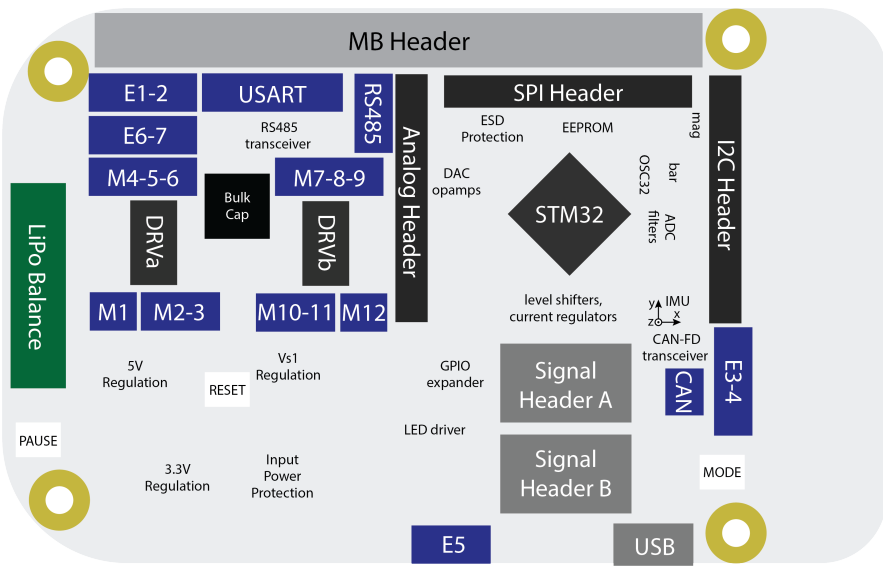 MB Header
E1-2
USART
RS485
Analog Header
SPI Header
I2C Header
E6-7
RS485
transceiver
ESD
Protection
EEPROM
mag
M4-5-6
Bulk
Cap
M7-8-9
DAC
opamps
STM32
OSC32
bar
ADC
filters
LiPo Balance
DRVa
DRVb
M1
M2-3
M10-11
M12
level shifters,
current regulators
y
IMU
x
z
CAN-FD
transceiver
5V
Regulation
RESET
Vs1
Regulation
GPIO
expander
Signal
Header A
CAN
E3-4
PAUSE
LED driver
3.3V
Regulation
Input
Power
Protection
Signal
Header B
MODE
E5
USB